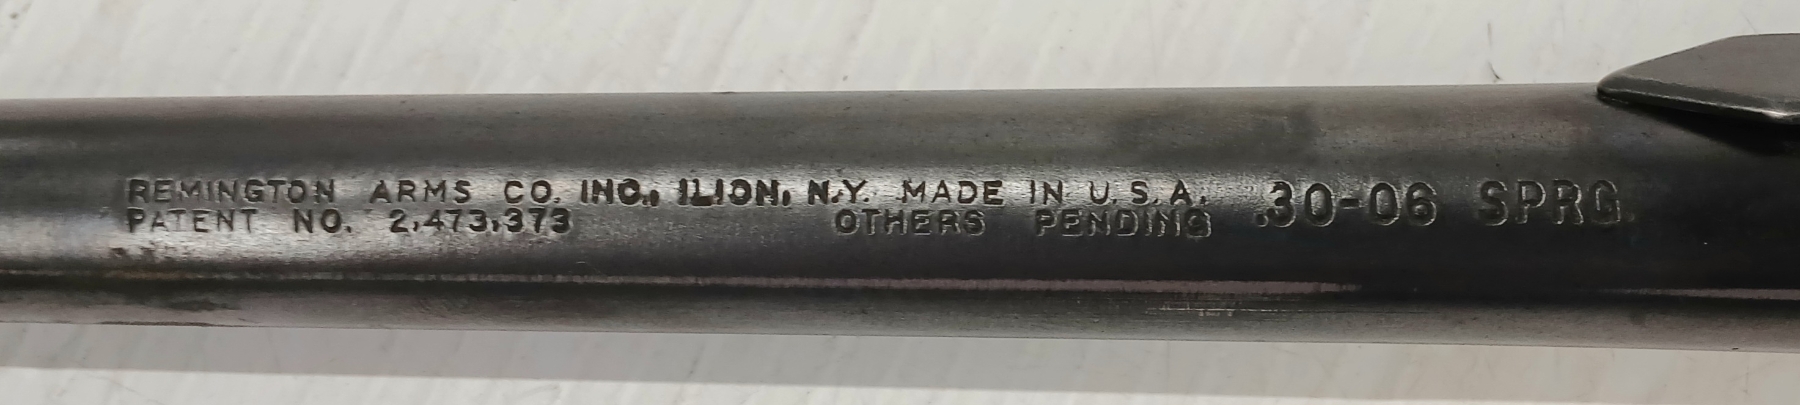 REMINGTON ARMS CO. INC., ILION, N.Y. MADE IN U.S.A.
PATENT NO. 2,473,373 OTHERS PENDING
.30-06 SPRG.